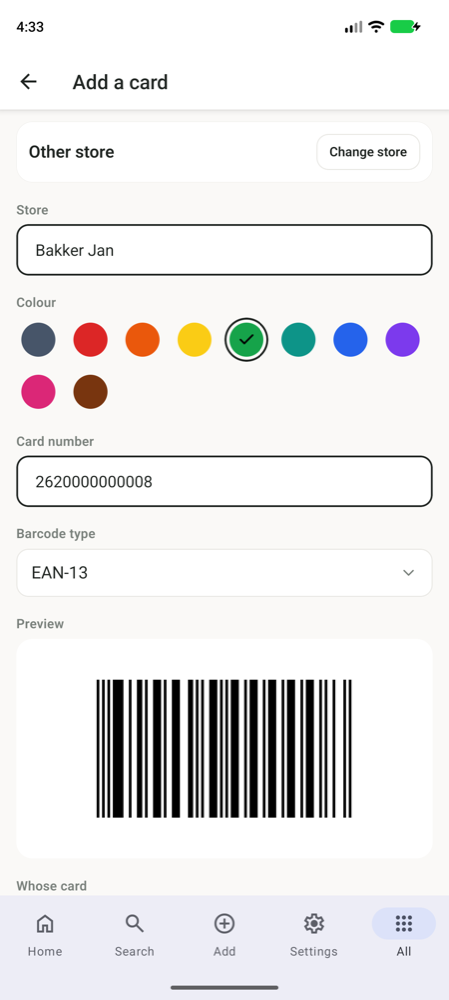 4:33
Add a card
Other store
Change store
Store
Bakker Jan
Colour
Card number
2620000000008
Barcode type
EAN-13
Preview
Whose card
Home
Search
Add
Settings
All